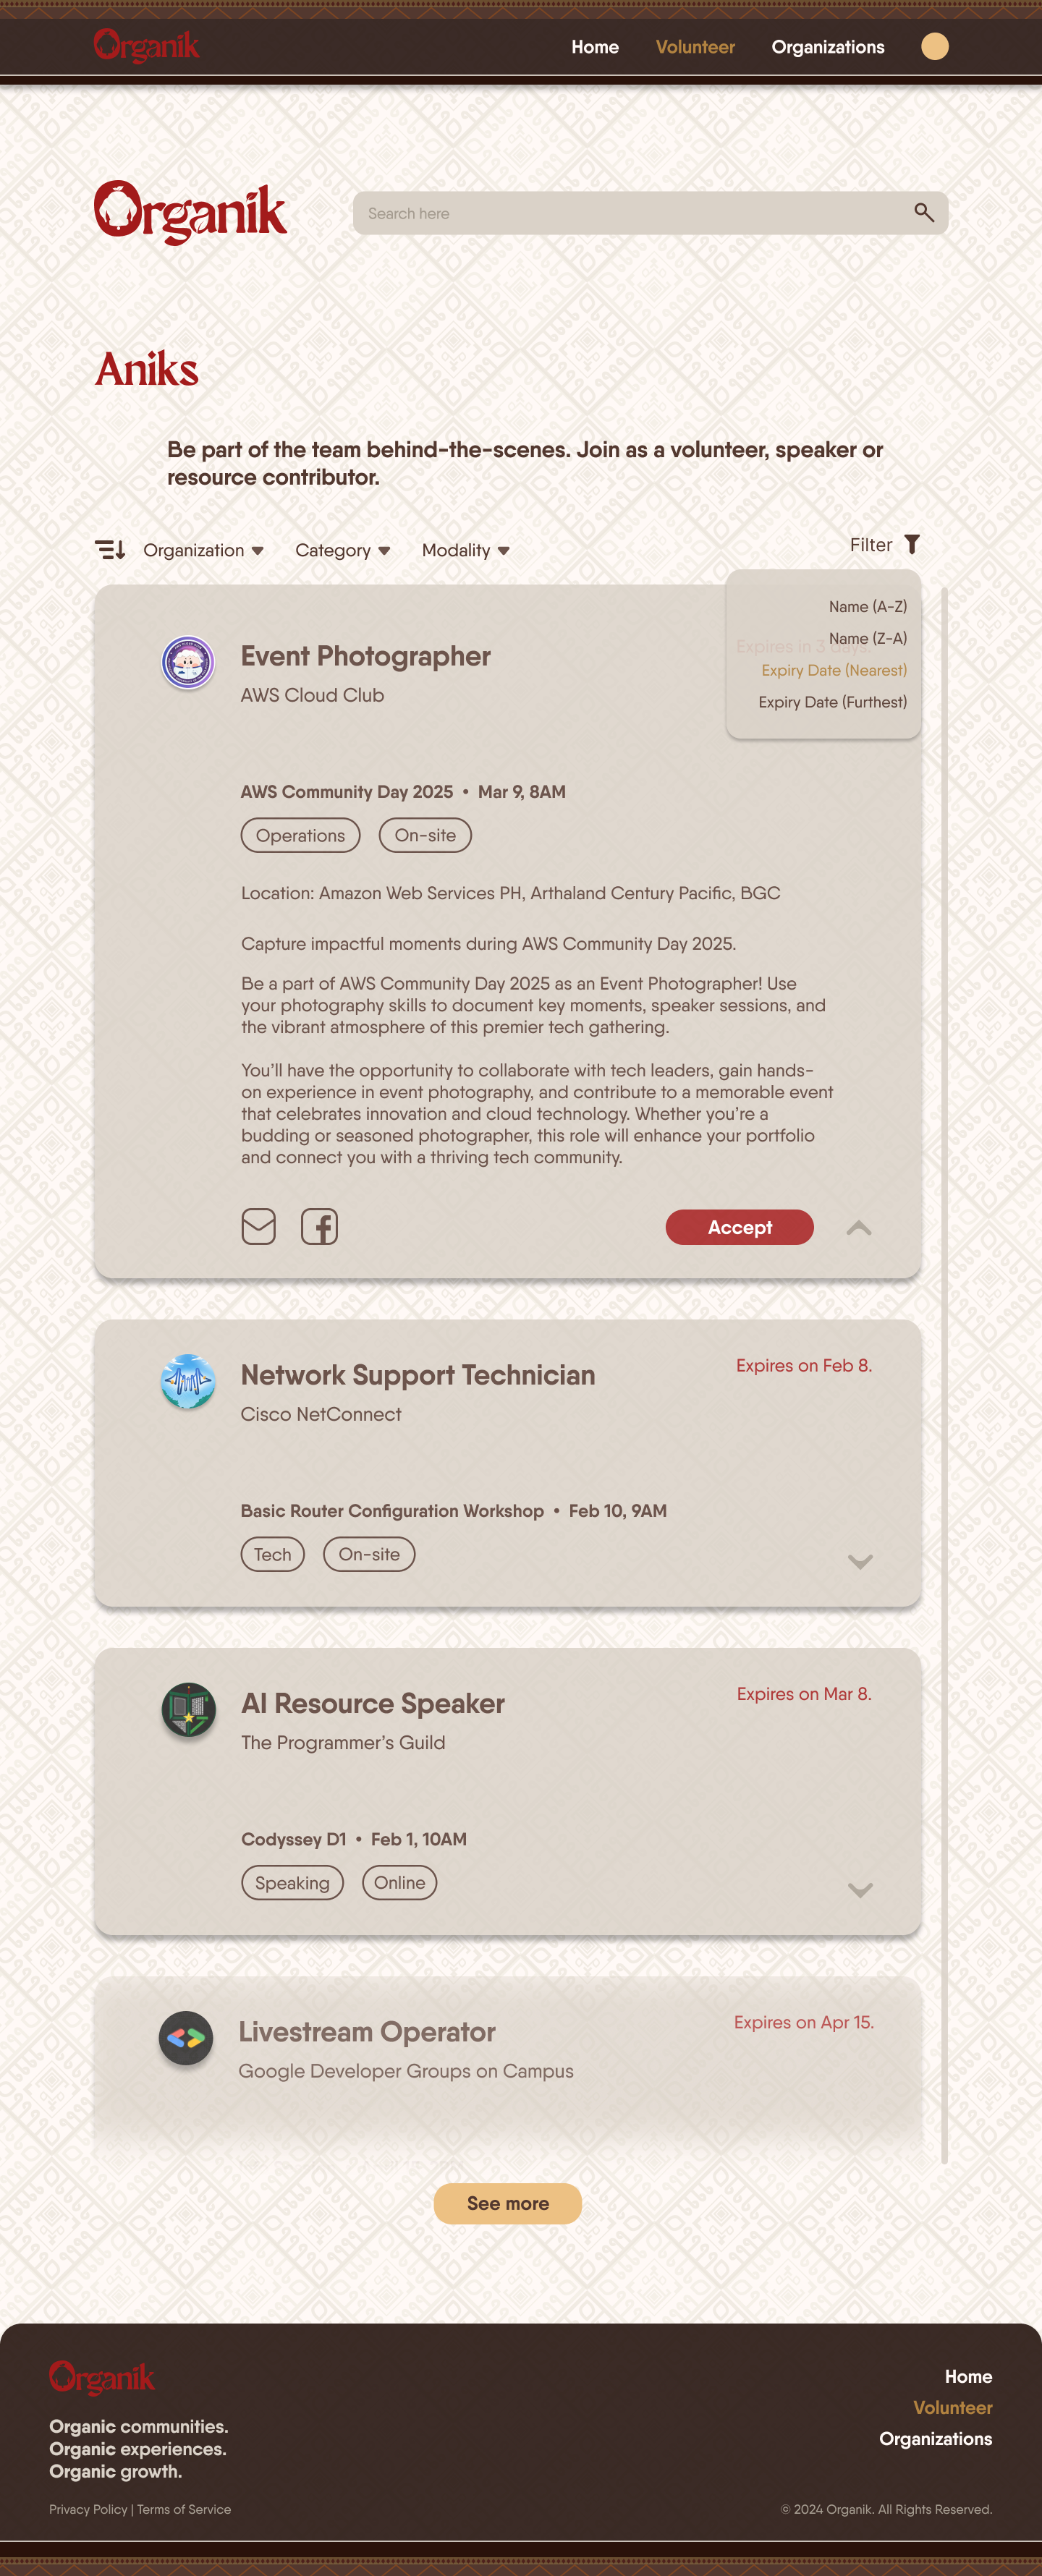 Organik
Home
Volunteer
Organizations
Organik
Search here
Aniks
Be part of the team behind-the-scenes. Join as a volunteer, speaker or
resource contributor.
Organization
Category
Modality
Filter
Name (A-Z)
Name (Z-A)
Expiry Date (Nearest)
Expiry Date (Furthest)
Expires in 3 days.
Event Photographer
AWS Cloud Club
AWS Community Day 2025 • Mar 9, 8AM
Operations
On-site
Location: Amazon Web Services PH, Arthaland Century Pacific, BGC
Capture impactful moments during AWS Community Day 2025.
Be a part of AWS Community Day 2025 as an Event Photographer! Use
your photography skills to document key moments, speaker sessions, and
the vibrant atmosphere of this premier tech gathering.
You'll have the opportunity to collaborate with tech leaders, gain hands-
on experience in event photography, and contribute to a memorable event
that celebrates innovation and cloud technology. Whether you're a
budding or seasoned photographer, this role will enhance your portfolio
and connect you with a thriving tech community.
Accept
Network Support Technician
Expires on Feb 8.
Cisco NetConnect
Basic Router Configuration Workshop • Feb 10, 9AM
Tech
On-site
AI Resource Speaker
Expires on Mar 8.
The Programmer's Guild
Codyssey D1 • Feb 1, 10AM
Speaking
Online
Livestream Operator
Expires on Apr 15.
Google Developer Groups on Campus
See more
Organik
Home
Volunteer
Organizations
Organic communities.
Organic experiences.
Organic growth.
Privacy Policy | Terms of Service
© 2024 Organik. All Rights Reserved.